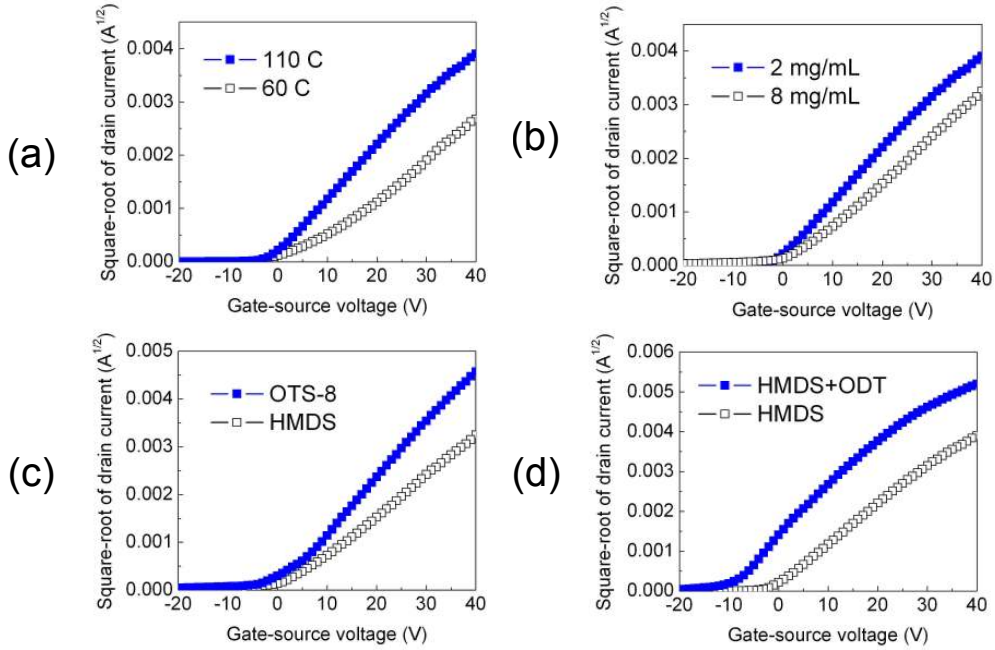 (a)
Square-root of drain current (A1/2)
0.004
0.003
0.002
0.001
0.000
110 C
60 C
-20 -10 0 10 20 30 40
Gate-source voltage (V)
(b)
Square-root of drain current (A1/2)
0.004
0.003
0.002
0.001
0.000
2 mg/mL
8 mg/mL
-20 -10 0 10 20 30 40
Gate-source voltage (V)
(c)
Square-root of drain current (A1/2)
0.005
0.004
0.003
0.002
0.001
0.000
OTS-8
HMDS
-20 -10 0 10 20 30 40
Gate-source voltage (V)
(d)
Square-root of drain current (A1/2)
0.006
0.005
0.004
0.003
0.002
0.001
0.000
HMDS+ODT
HMDS
-20 -10 0 10 20 30 40
Gate-source voltage (V)